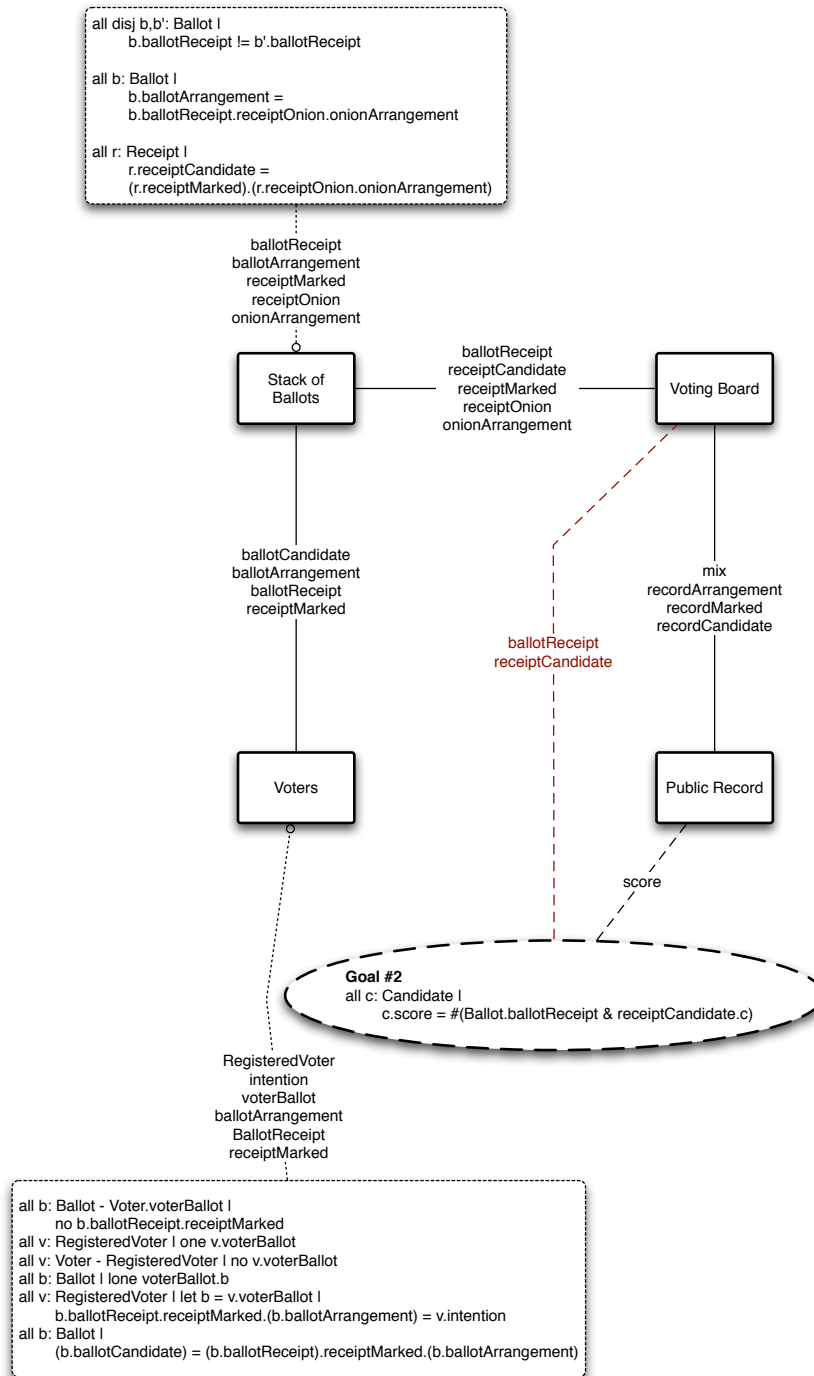 all disj b,b': Ballot |
b.ballotReceipt != b'.ballotReceipt
all b: Ballot |
b.ballotArrangement =
b.ballotReceipt.receiptOnion.onionArrangement
all r: Receipt |
r.receiptCandidate =
(r.receiptMarked).(r.receiptOnion.onionArrangement)
ballotReceipt
ballotArrangement
receiptMarked
receiptOnion
onionArrangement
Stack of
Ballots
ballotReceipt
receiptCandidate
receiptMarked
receiptOnion
onionArrangement
Voting Board
ballotCandidate
ballotArrangement
ballotReceipt
receiptMarked
mix
recordArrangement
recordMarked
recordCandidate
ballotReceipt
receiptCandidate
Voters
Public Record
score
Goal #2
all c: Candidate |
c.score = #(Ballot.ballotReceipt & receiptCandidate.c)
RegisteredVoter
intention
voterBallot
ballotArrangement
BallotReceipt
receiptMarked
all b: Ballot - Voter.voterBallot |
no b.ballotReceipt.receiptMarked
all v: RegisteredVoter | one v.voterBallot
all v: Voter - RegisteredVoter | no v.voterBallot
all b: Ballot | lone voterBallot.b
all v: RegisteredVoter | let b = v.voterBallot |
b.ballotReceipt.receiptMarked.(b.ballotArrangement) = v.intention
all b: Ballot |
(b.ballotCandidate) = (b.ballotReceipt).receiptMarked.(b.ballotArrangement)